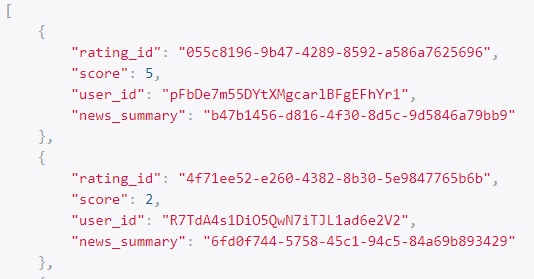 [
{
"rating_id": "055c8196-9b47-4289-8592-a586a7625696",
"score": 5,
"user_id": "pFbDe7m55DYtXMgcarlBFgEFhYr1",
"news_summary": "b47b1456-d816-4f30-8d5c-9d5846a79bb9"
},
{
"rating_id": "4f71ee52-e260-4382-8b30-5e9847765b6b",
"score": 2,
"user_id": "R7TdA4s1DiO5QwN7iTJL1ad6e2V2",
"news_summary": "6fd0f744-5758-45c1-94c5-84a69b893429"
},